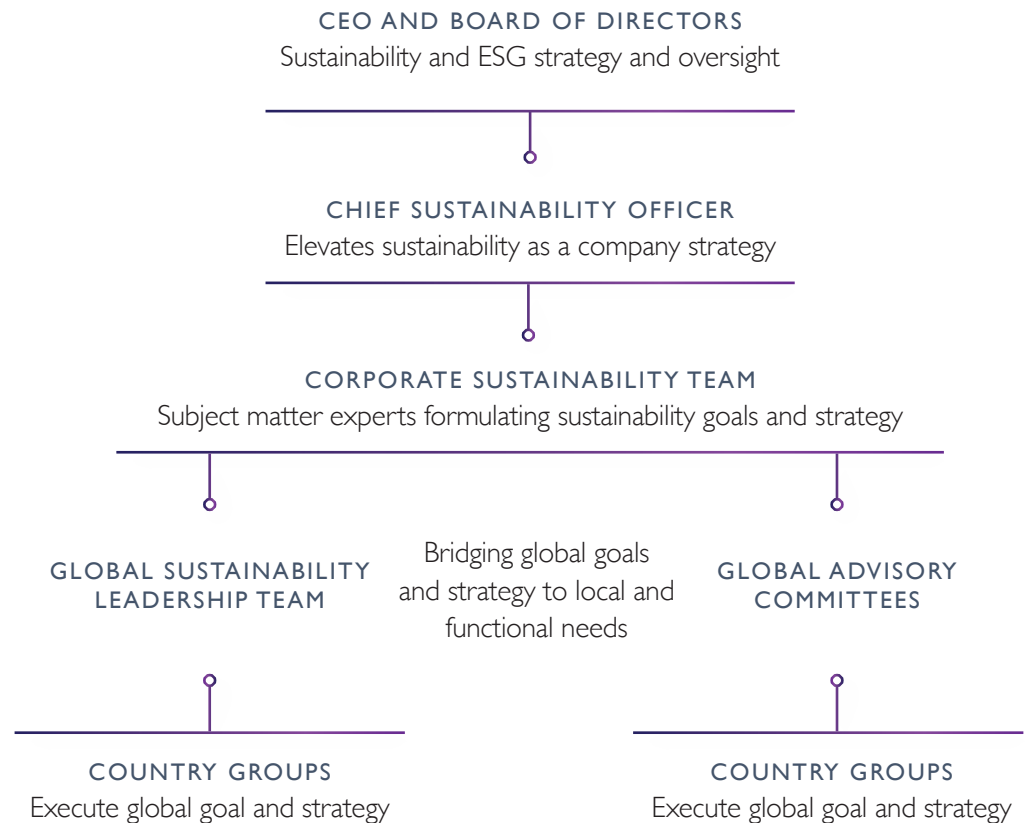 CEO AND BOARD OF DIRECTORS
Sustainability and ESG strategy and oversight
CHIEF SUSTAINABILITY OFFICER
Elevates sustainability as a company strategy
CORPORATE SUSTAINABILITY TEAM
Subject matter experts formulating sustainability goals and strategy
GLOBAL SUSTAINABILITY
LEADERSHIP TEAM
Bridging global goals
and strategy to local and
functional needs
GLOBAL ADVISORY
COMMITTEES
COUNTRY GROUPS
Execute global goal and strategy
COUNTRY GROUPS
Execute global goal and strategy